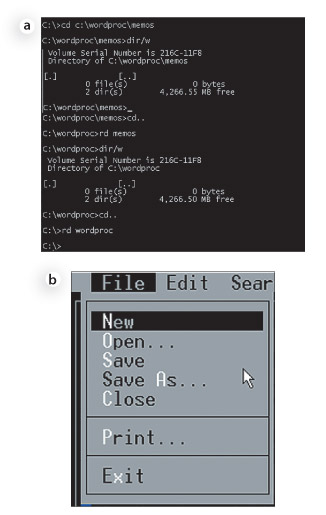 a
C:\>cd c:\wordproc\memos
C:\wordproc\memos>dir/w
Volume Serial Number is 216C-11F8
Directory of C:\wordproc\memos
[.] [..]
0 file(s) 0 bytes
2 dir(s) 4,266.55 MB free
C:\wordproc\memos>_
C:\wordproc\memos>cd..
C:\wordproc>rd memos
C:\wordproc>dir/w
Volume Serial Number is 216C-11F8
Directory of C:\wordproc
[.] [..]
0 file(s) 0 bytes
2 dir(s) 4,266.50 MB free
C:\wordproc>cd..
C:\>rd wordproc
C:\>
b
File Edit Sear
New
Open...
Save
Save As...
Close
Print...
Exit